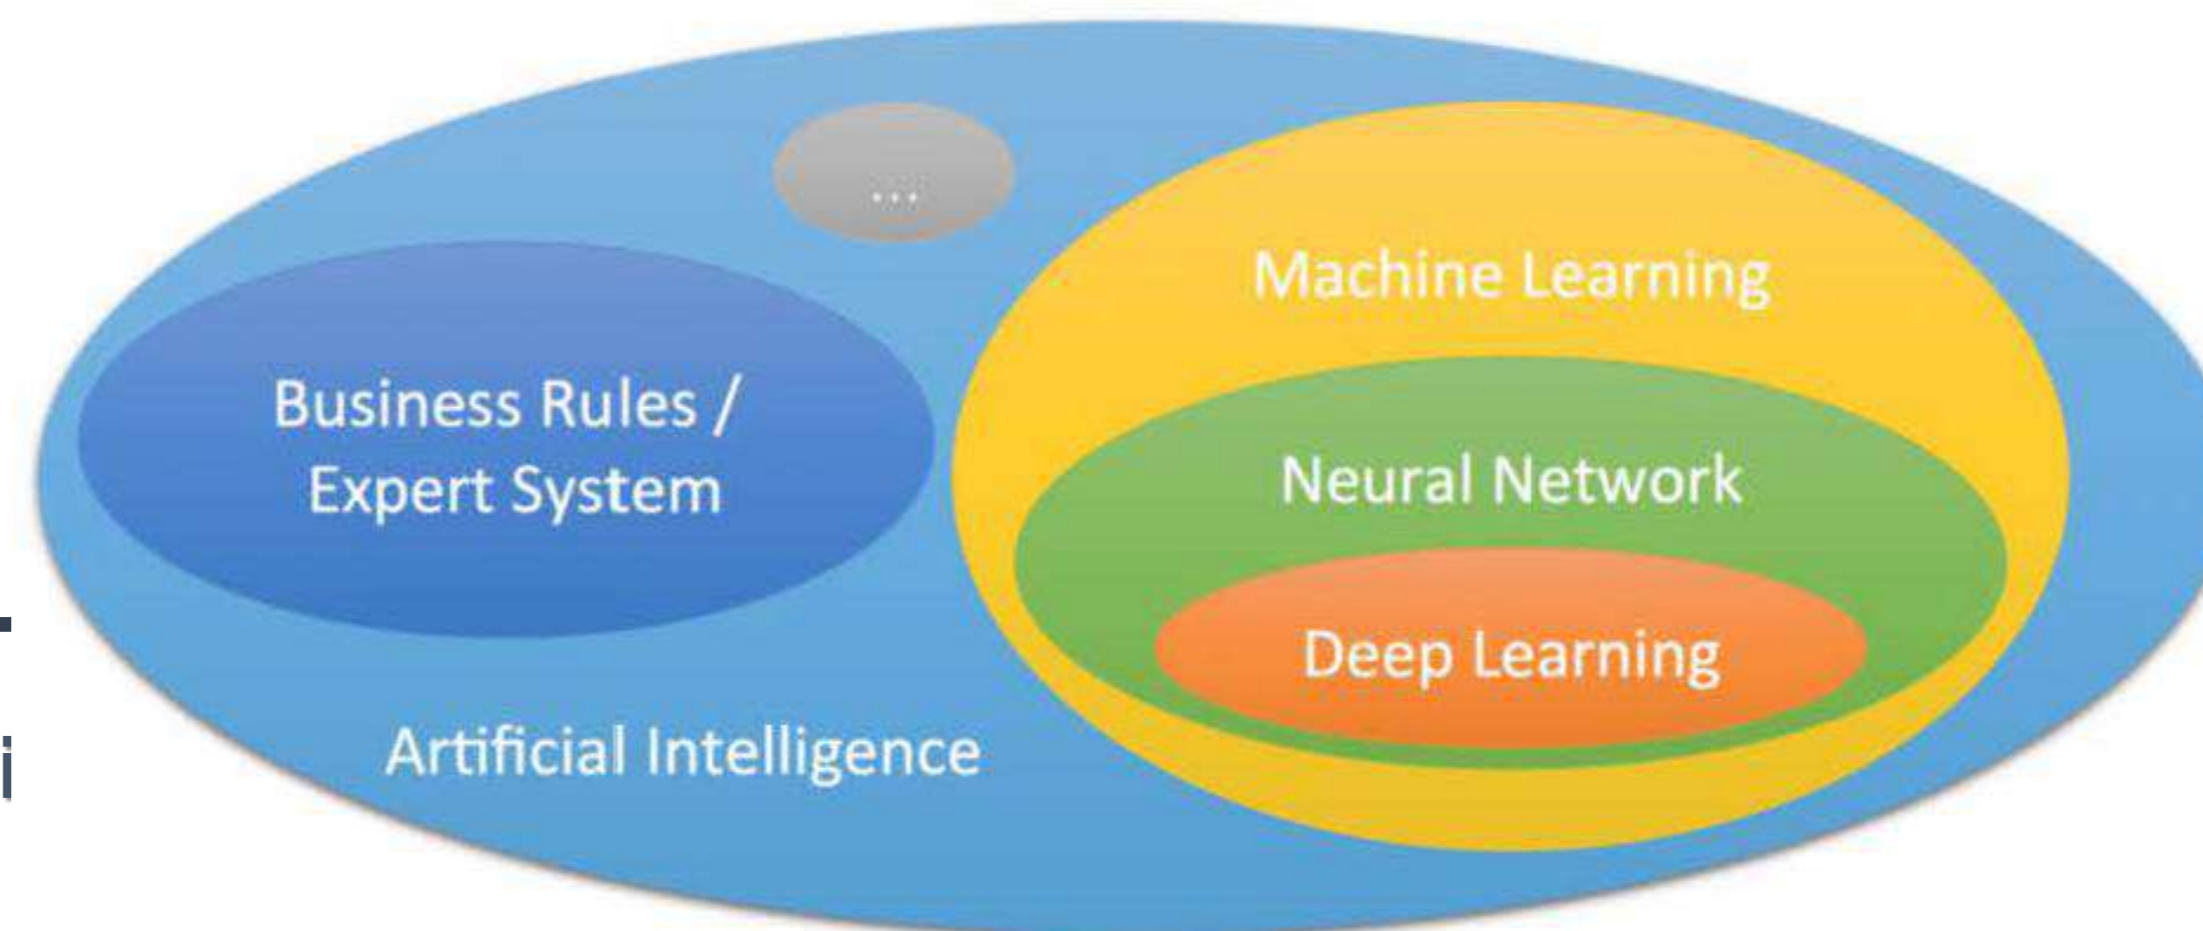 ...
Machine Learning
Business Rules /
Expert System
Neural Network
Deep Learning
Artificial Intelligence
i